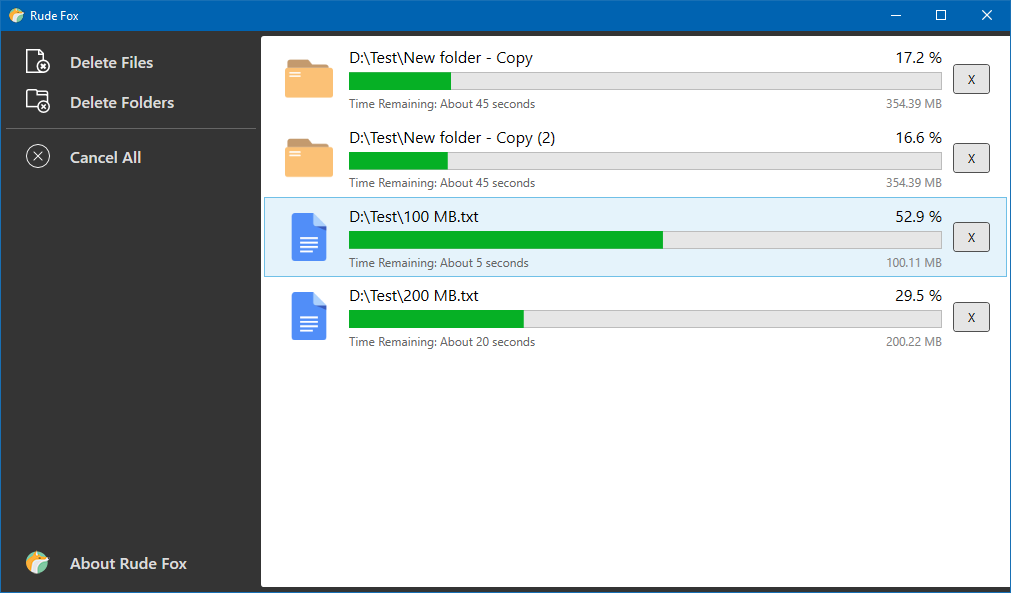 Rude Fox
Delete Files
Delete Folders
Cancel All
About Rude Fox
D:\Test\New folder - Copy 17.2 %
X
Time Remaining: About 45 seconds 354.39 MB
D:\Test\New folder - Copy (2) 16.6 %
X
Time Remaining: About 45 seconds 354.39 MB
D:\Test\100 MB.txt 52.9 %
X
Time Remaining: About 5 seconds 100.11 MB
D:\Test\200 MB.txt 29.5 %
X
Time Remaining: About 20 seconds 200.22 MB